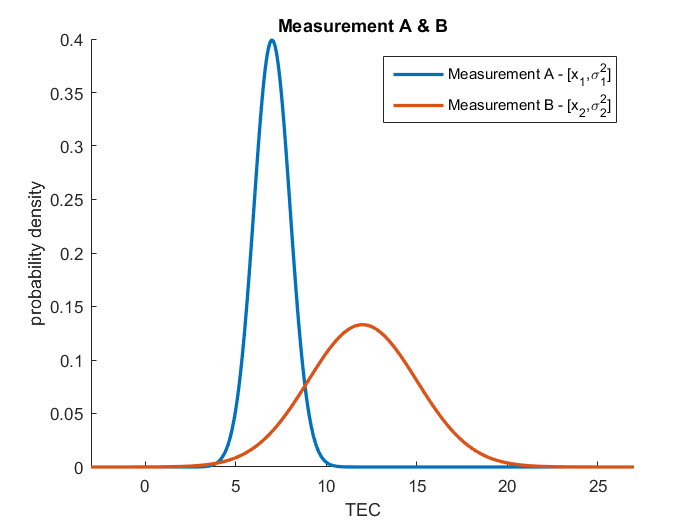 Measurement A & B
Measurement A - [x₁,σ₁²]
Measurement B - [x₂,σ₂²]
probability density
0.4
0.35
0.3
0.25
0.2
0.15
0.1
0.05
0
0 5 10 15 20 25
TEC